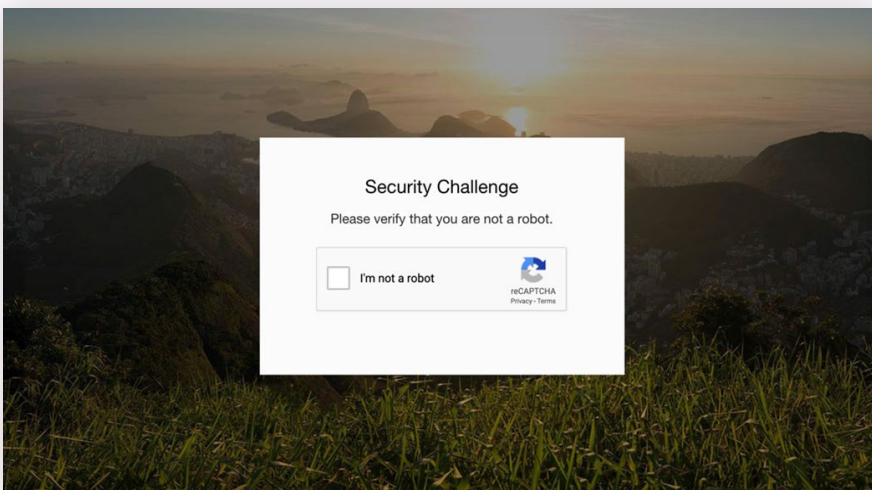 Security Challenge
Please verify that you are not a robot.
I'm not a robot
reCAPTCHA
Privacy - Terms